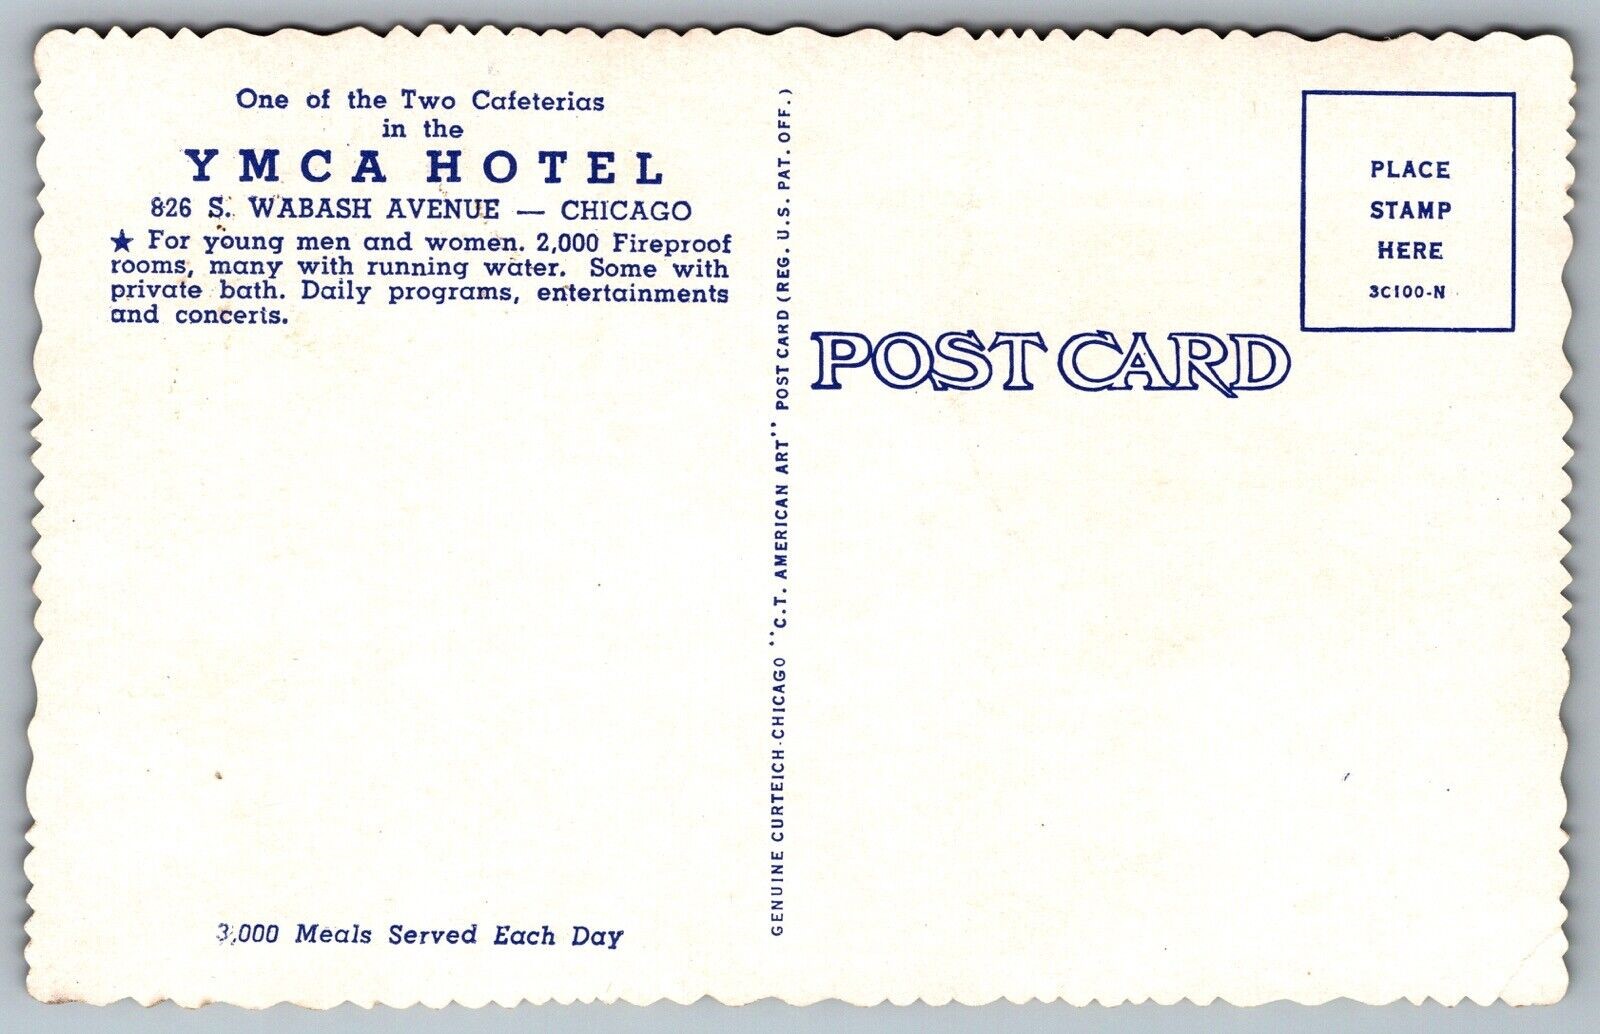 One of the Two Cafeterias
in the
YMCA HOTEL
826 S. WABASH AVENUE — CHICAGO
★ For young men and women. 2,000 Fireproof
rooms, many with running water. Some with
private bath. Daily programs, entertainments
and concerts.
3,000 Meals Served Each Day
GENUINE CURTEICH-CHICAGO "C.T. AMERICAN ART" POST CARD (REG. U.S. PAT. OFF.)
POST CARD
PLACE
STAMP
HERE
3C100-N